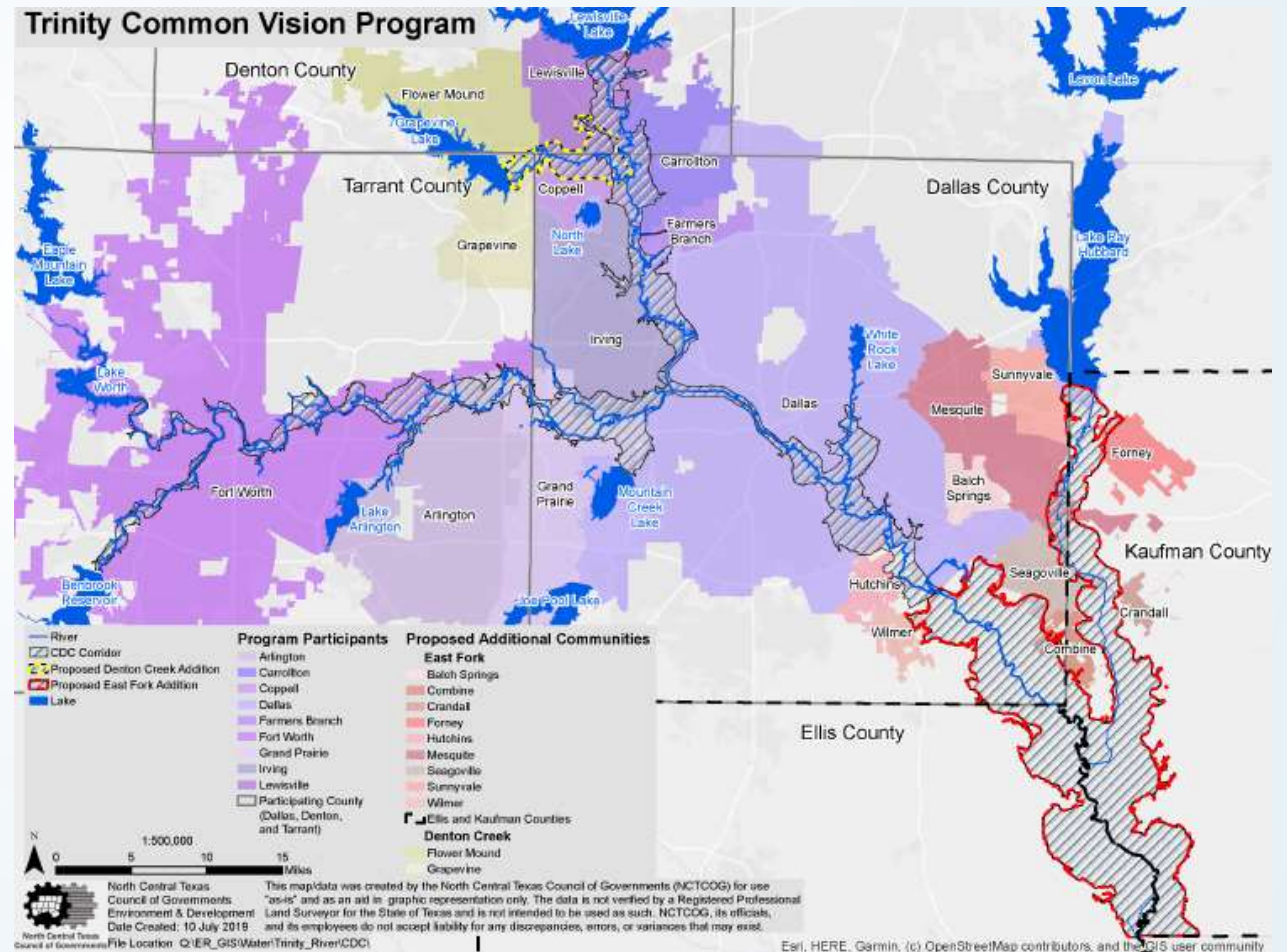 Trinity Common Vision Program
Lewisville
Lake
Denton County
Lewisville
Flower Mound
Lavon Lake
Grapevine
Lake
Carrollton
Tarrant County
Coppell
Dallas County
Farmers
Branch
North
Lake
Grapevine
Lake Ray
Hubbard
Eagle
Mountain
Lake
Irving
White
Rock
Lake
Lake
Worth
Sunnyvale
Dallas
Mesquite
Forney
Balch
Springs
Fort Worth
Grand
Prairie
Mountain
Creek
Lake
Lake
Arlington
Arlington
Kaufman County
Seagoville
Hutchins
Benbrook
Reservoir
Joe Pool Lake
Crandall
Wilmer
Combine
Ellis County
River
CDC Corridor
Proposed Denton Creek Addition
Proposed East Fork Addition
Lake
Program Participants
Arlington
Carrollton
Coppell
Dallas
Farmers Branch
Fort Worth
Grand Prairie
Irving
Lewisville
Participating County
(Dallas, Denton,
and Tarrant)
Proposed Additional Communities
East Fork
Balch Springs
Combine
Crandall
Forney
Hutchins
Mesquite
Seagoville
Sunnyvale
Wilmer
Ellis and Kaufman Counties
Denton Creek
Flower Mound
Grapevine
N
1:500,000
0 5 10 15
Miles
North Central Texas
Council of Governments
Environment & Development
Date Created: 10 July 2019
File Location Q:\ER_GIS\Water\Trinity_River\CDC\
North Central Texas
Council of Governments
This map/data was created by the North Central Texas Council of Governments (NCTCOG) for use
"as-is" and as an aid in graphic representation only. The data is not verified by a Registered Professional
Land Surveyor for the State of Texas and is not intended to be used as such. NCTCOG, its officials,
and its employees do not accept liability for any discrepancies, errors, or variances that may exist.
Esri, HERE, Garmin, (c) OpenStreetMap contributors, and the GIS user community